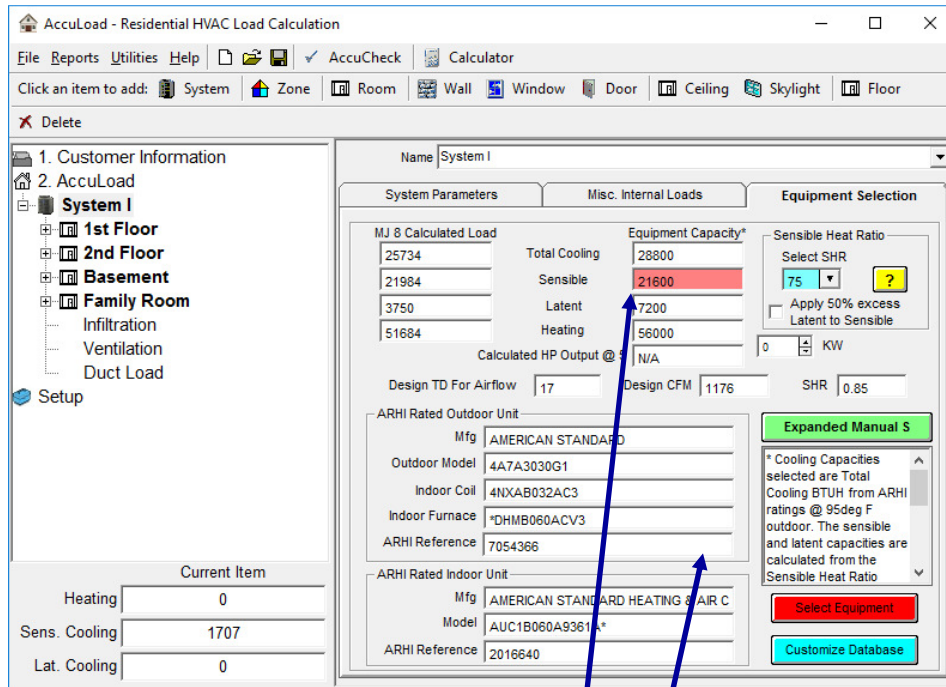 AccuLoad - Residential HVAC Load Calculation
File Reports Utilities Help AccuCheck Calculator
Click an item to add: System Zone Room Wall Window Door Ceiling Skylight Floor
Delete
1. Customer Information
2. AccuLoad
System I
1st Floor
2nd Floor
Basement
Family Room
Infiltration
Ventilation
Duct Load
Setup
Current Item
Heating 0
Sens. Cooling 1707
Lat. Cooling 0
Name System I
System Parameters Misc. Internal Loads Equipment Selection
MJ 8 Calculated Load Equipment Capacity*
25734 Total Cooling 28800
21984 Sensible 21600
3750 Latent 7200
51684 Heating 56000
Calculated HP Output @ 5 N/A
Sensible Heat Ratio
Select SHR
75 ?
Apply 50% excess
Latent to Sensible
0 KW
Design TD For Airflow 17 Design CFM 1176 SHR 0.85
ARHI Rated Outdoor Unit
Mfg AMERICAN STANDARD
Outdoor Model 4A7A3030G1
Indoor Coil 4NXAB032AC3
Indoor Furnace *DHMB060ACV3
ARHI Reference 7054366
ARHI Rated Indoor Unit
Mfg AMERICAN STANDARD HEATING & AIR C
Model AUC1B060A9361A*
ARHI Reference 2016640
Expanded Manual S
* Cooling Capacities
selected are Total
Cooling BTUH from ARHI
ratings @ 95deg F
outdoor. The sensible
and latent capacities are
calculated from the
Sensible Heat Ratio
Select Equipment
Customize Database